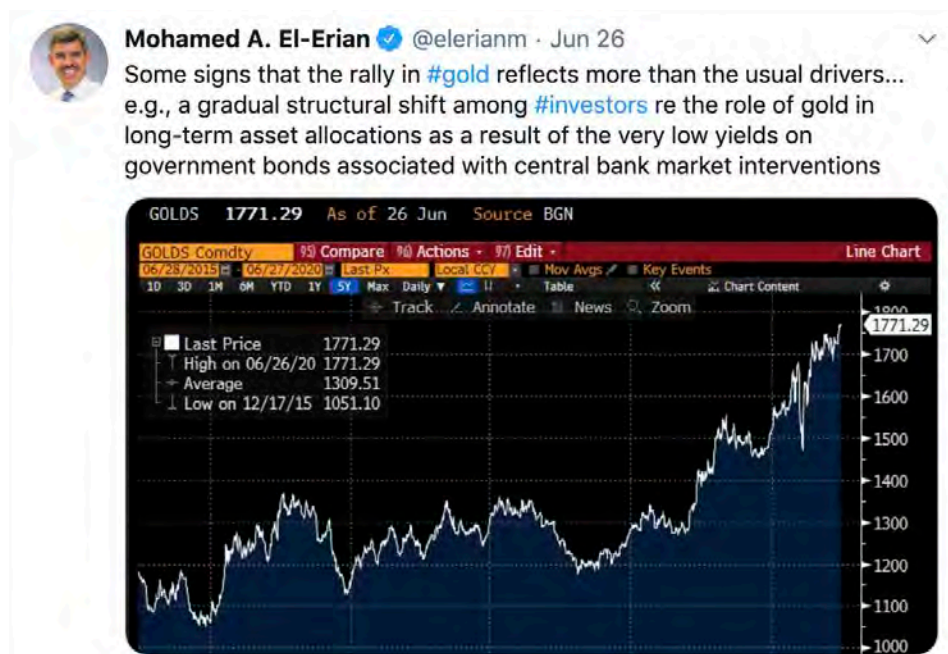 Mohamed A. El-Erian @elerianm · Jun 26
Some signs that the rally in #gold reflects more than the usual drivers...
e.g., a gradual structural shift among #investors re the role of gold in
long-term asset allocations as a result of the very low yields on
government bonds associated with central bank market interventions
GOLDS 1771.29 As of 26 Jun Source BGN
GOLDS Comdty 95) Compare 96) Actions 97) Edit Line Chart
06/28/2015 - 06/27/2020 Last Px Local CCY Mov Avgs Key Events
1D 3D 1M 6M YTD 1Y 5Y Max Daily ▼ Table « Chart Content
Track Annotate News Zoom
Last Price 1771.29
High on 06/26/20 1771.29
Average 1309.51
Low on 12/17/15 1051.10
1800
1771.29
1700
1600
1500
1400
1300
1200
1100
1000